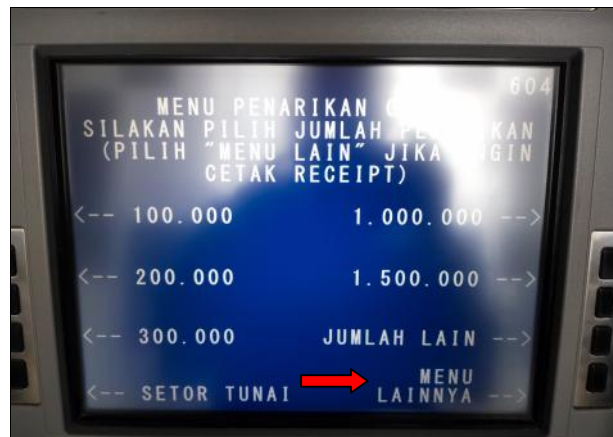 604
MENU PENARIKAN
SILAKAN PILIH JUMLAH
(PILIH "MENU LAIN" JIKA
CETAK RECEIPT)
<-- 100.000 1.000.000 -->
<-- 200.000 1.500.000 -->
<-- 300.000 JUMLAH LAIN -->
<-- SETOR TUNAI MENU
LAINNYA -->